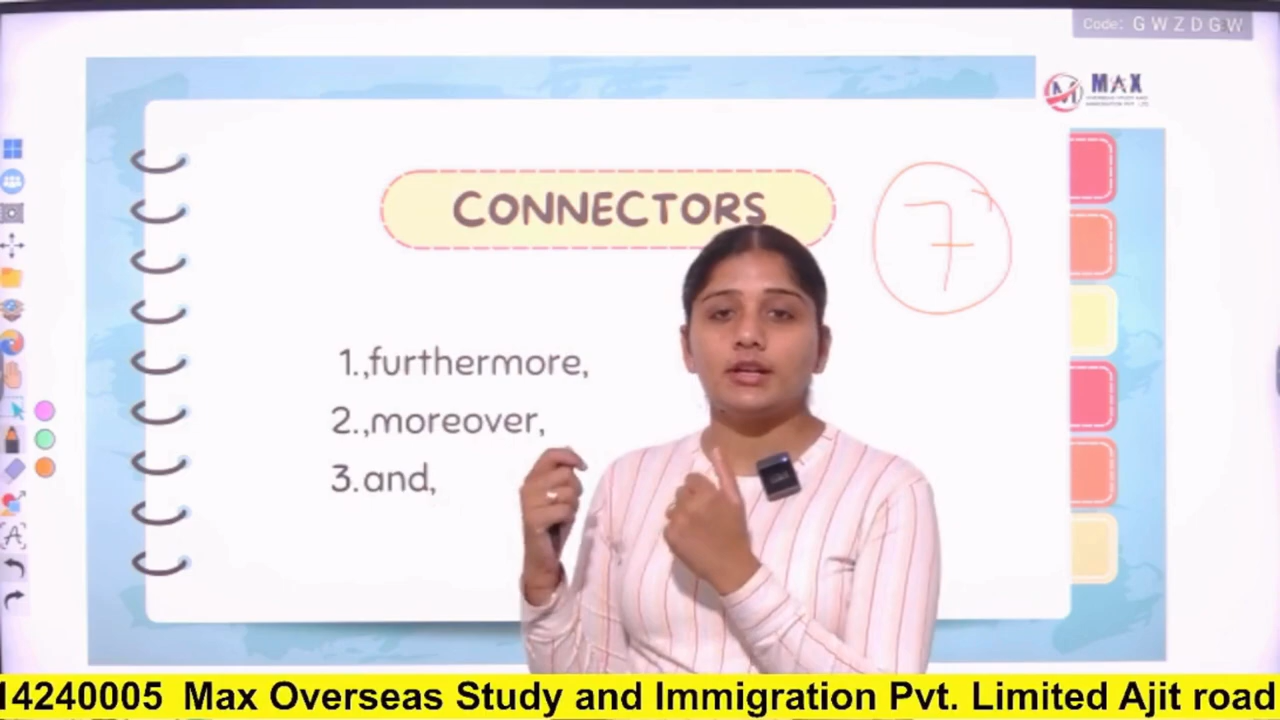 Code: G W Z D G W
MAX
CONNECTORS
7
1.,furthermore,
2.,moreover,
3.and,
14240005 Max Overseas Study and Immigration Pvt. Limited Ajit road